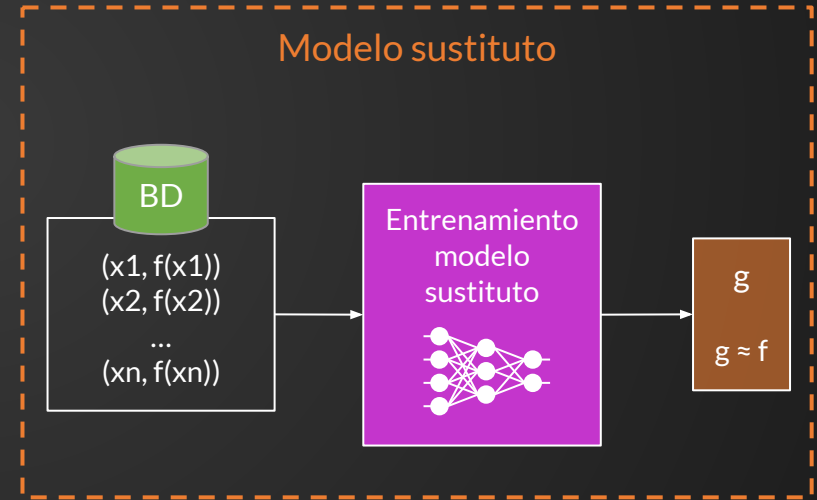 Modelo sustituto
BD
(x1, f(x1))
(x2, f(x2))
...
(xn, f(xn))
Entrenamiento
modelo
sustituto
g
g ≈ f